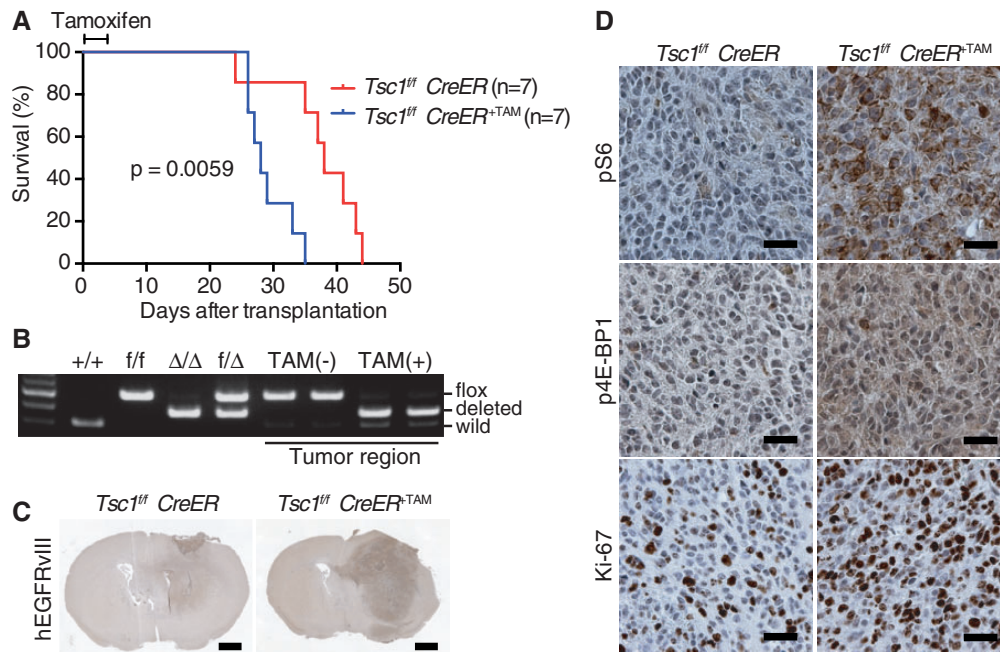 A
Tamoxifen
100
80
60
40
20
0
Survival (%)
Tsc1f/f CreER (n=7)
Tsc1f/f CreER+TAM (n=7)
p = 0.0059
0 10 20 30 40 50
Days after transplantation
B
+/+ f/f Δ/Δ f/Δ TAM(-) TAM(+)
flox
deleted
wild
Tumor region
C
Tsc1f/f CreER Tsc1f/f CreER+TAM
hEGFRvIII
D
Tsc1f/f CreER Tsc1f/f CreER+TAM
pS6
p4E-BP1
Ki-67